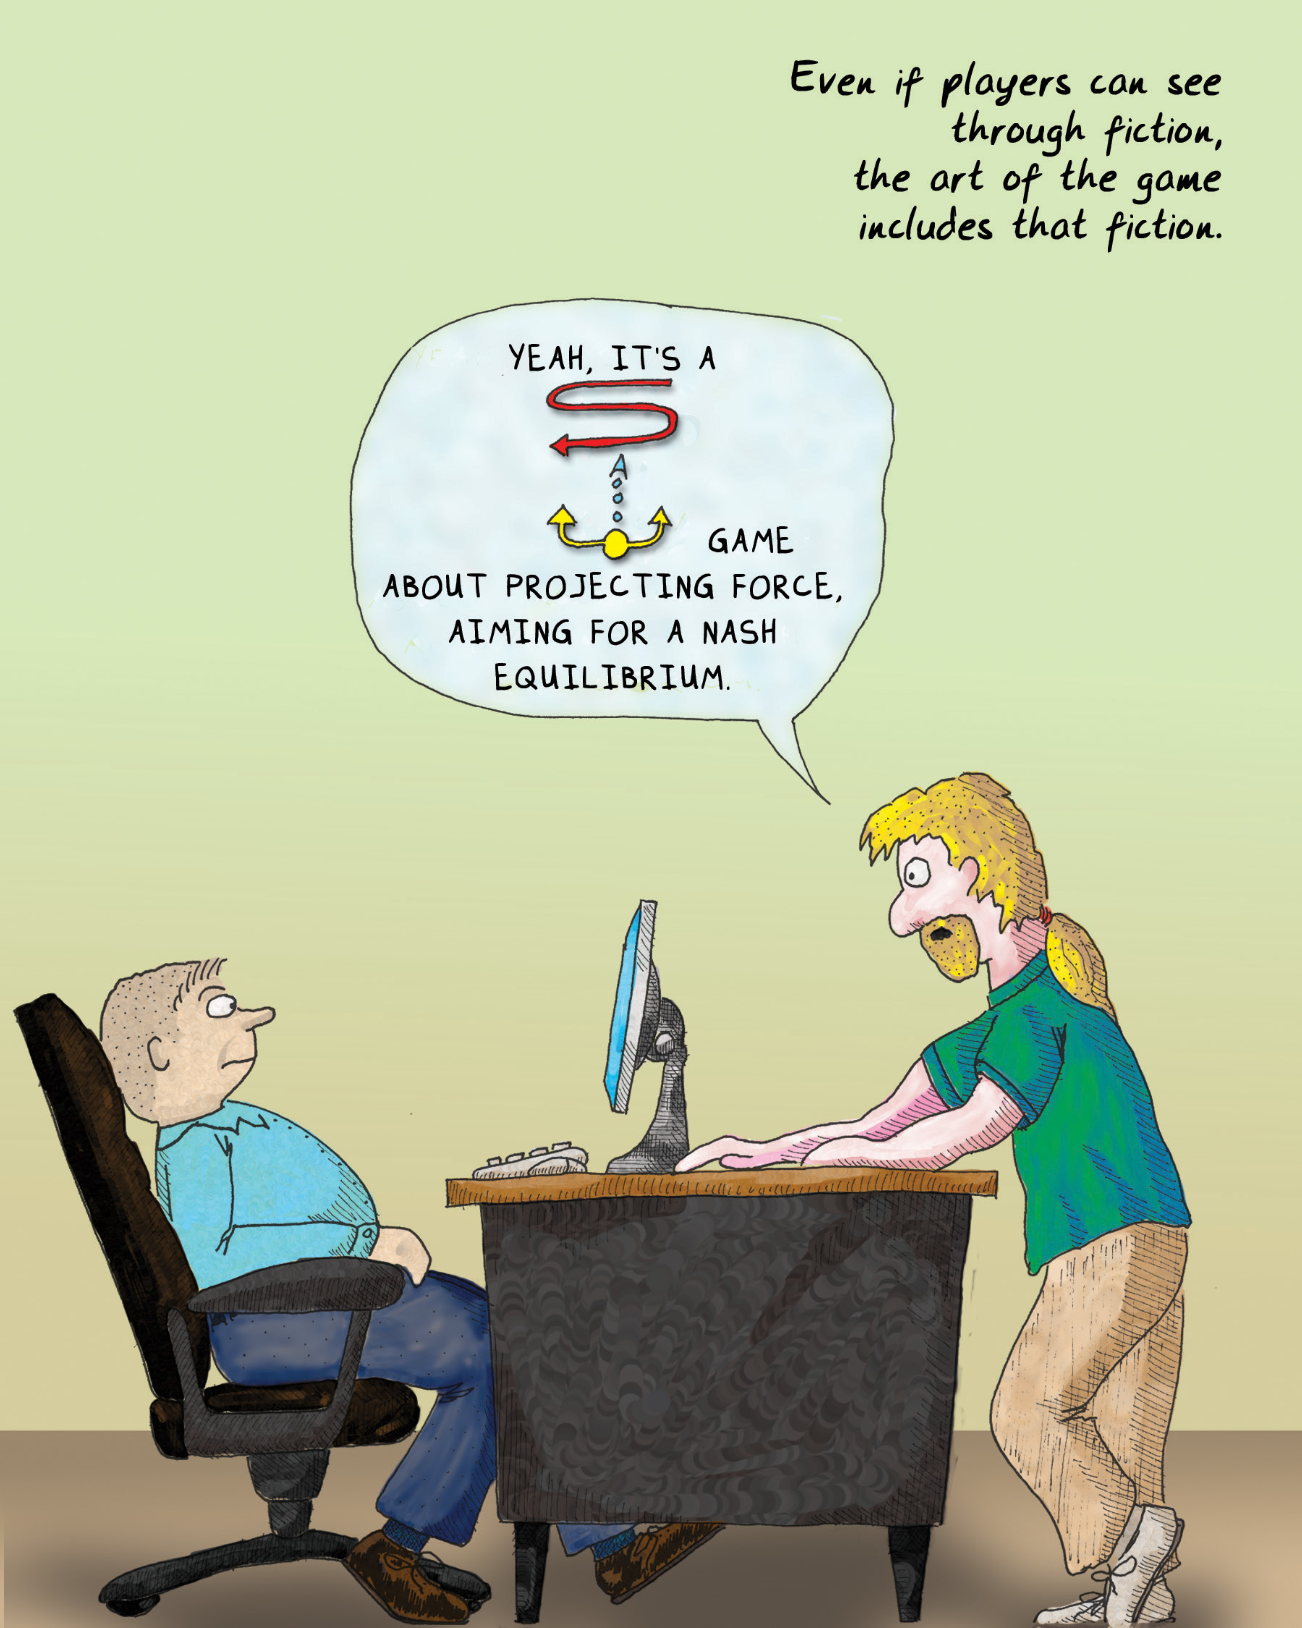 Even if players can see
through fiction,
the art of the game
includes that fiction.
YEAH, IT'S A
GAME
ABOUT PROJECTING FORCE,
AIMING FOR A NASH
EQUILIBRIUM.